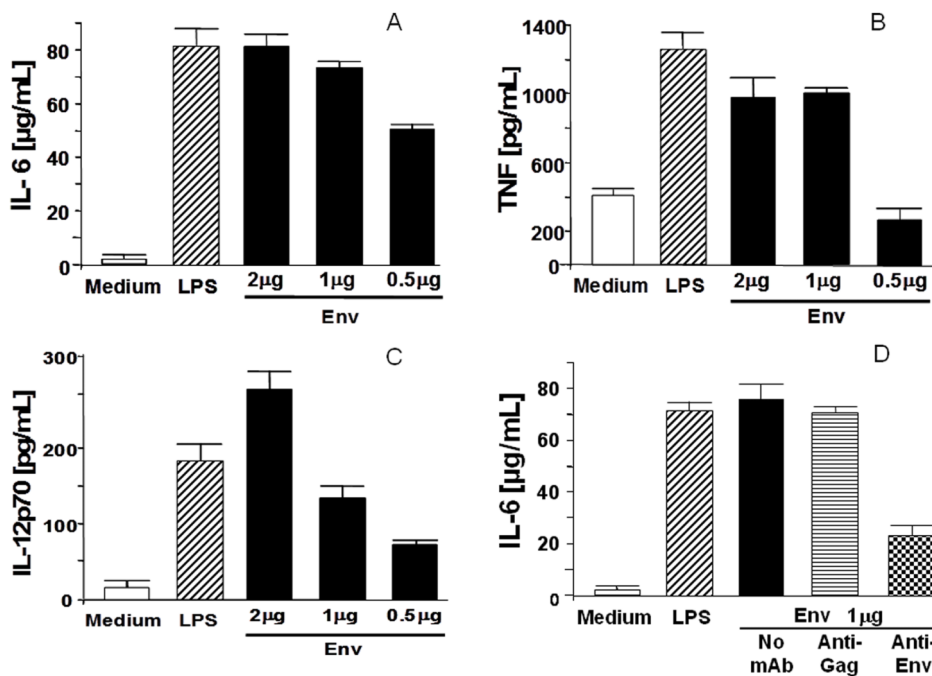 A
IL- 6 [µg/mL]
80
60
40
20
0
Medium LPS 2µg 1µg 0.5µg
Env
B
TNF [pg/mL]
1400
1000
600
400
200
0
Medium LPS 2µg 1µg 0.5µg
Env
C
IL-12p70 [pg/mL]
300
200
100
0
Medium LPS 2µg 1µg 0.5µg
Env
D
IL-6 [µg/mL]
80
60
40
20
0
Medium LPS Env 1µg
No Anti- Anti-
mAb Gag Env